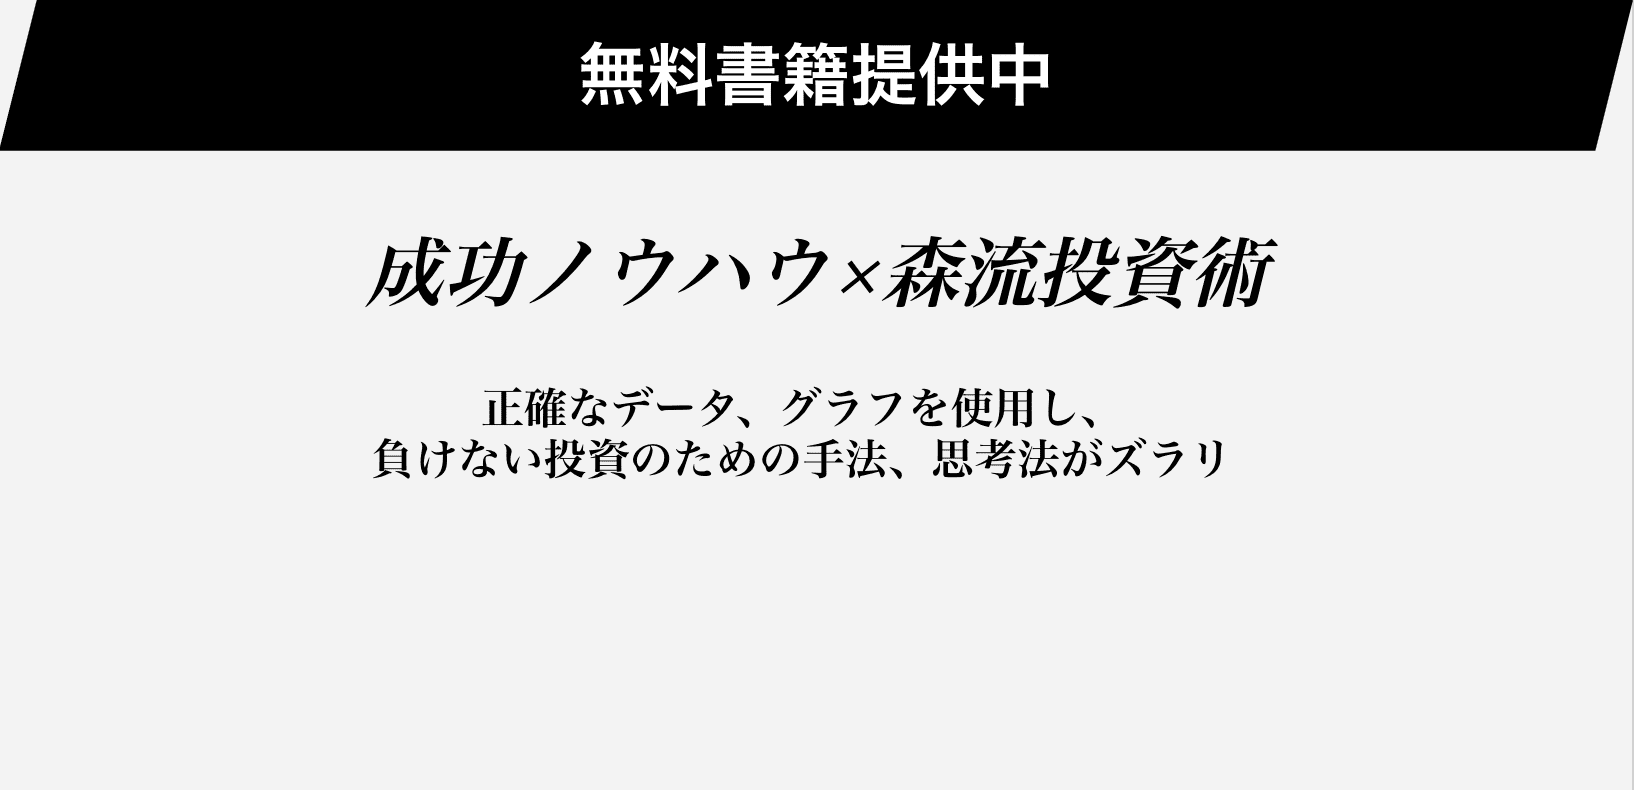 無料書籍提供中
成功ノウハウ×森流投資術
正確なデータ、グラフを使用し、
負けない投資のための手法、思考法がズラリ